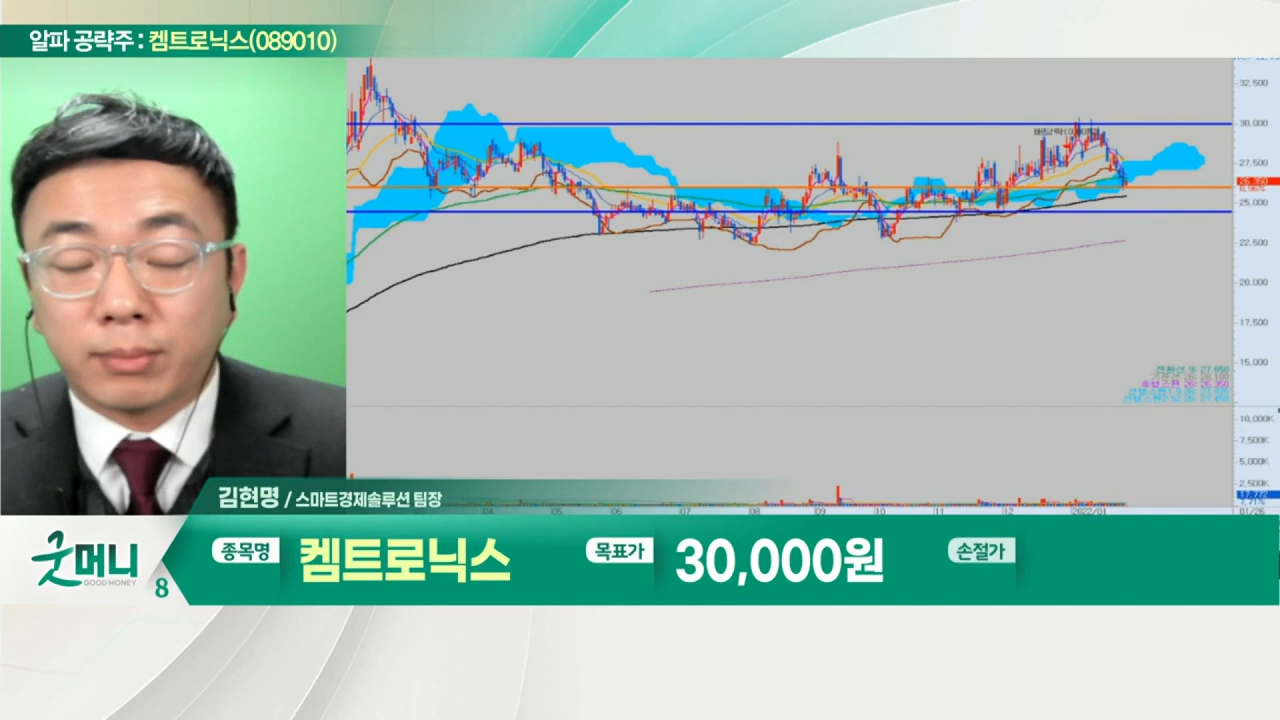 알파 공략주 : 켐트로닉스(089010)
32,500
30,000
27,500
26,350
25,000
22,500
20,000
17,500
15,000
10,000K
7,500K
5,000K
2,500K
04
05
06
07
08
09
10
11
12
2022/01
01/26
김현명 / 스마트경제솔루션 팀장
굿머니
GOOD MONEY
8
종목명
켐트로닉스
목표가
30,000원
손절가